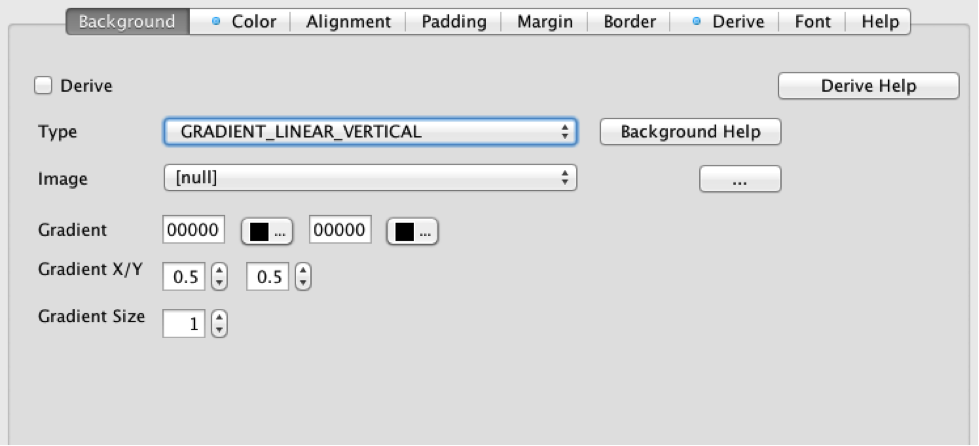 Background Color Alignment Padding Margin Border Derive Font Help
Derive Derive Help
Type GRADIENT_LINEAR_VERTICAL Background Help
Image [null] ...
Gradient 00000 ... 00000 ...
Gradient X/Y 0.5 0.5
Gradient Size 1